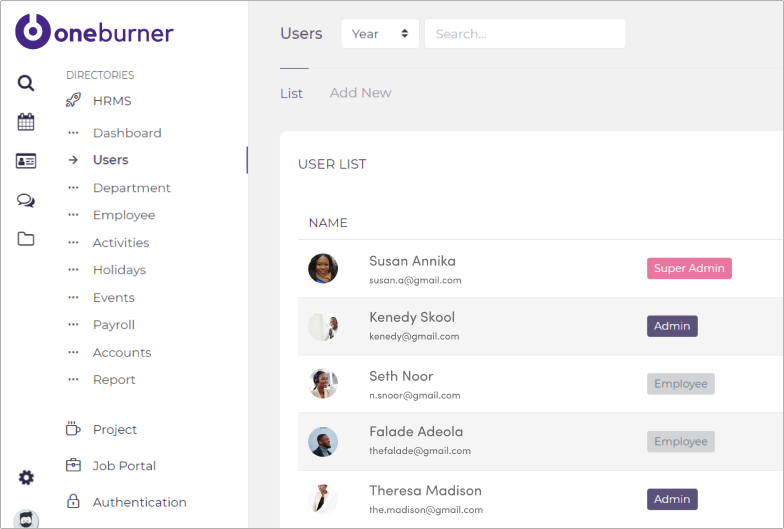 oneburner
DIRECTORIES
HRMS
Dashboard
Users
Department
Employee
Activities
Holidays
Events
Payroll
Accounts
Report
Project
Job Portal
Authentication
Users
Year
Search...
List
Add New
USER LIST
NAME
Susan Annika
susan.a@gmail.com
Super Admin
Kenedy Skool
kenedy@gmail.com
Admin
Seth Noor
n.snoor@gmail.com
Employee
Falade Adeola
thefalade@gmail.com
Employee
Theresa Madison
the.madison@gmail.com
Admin